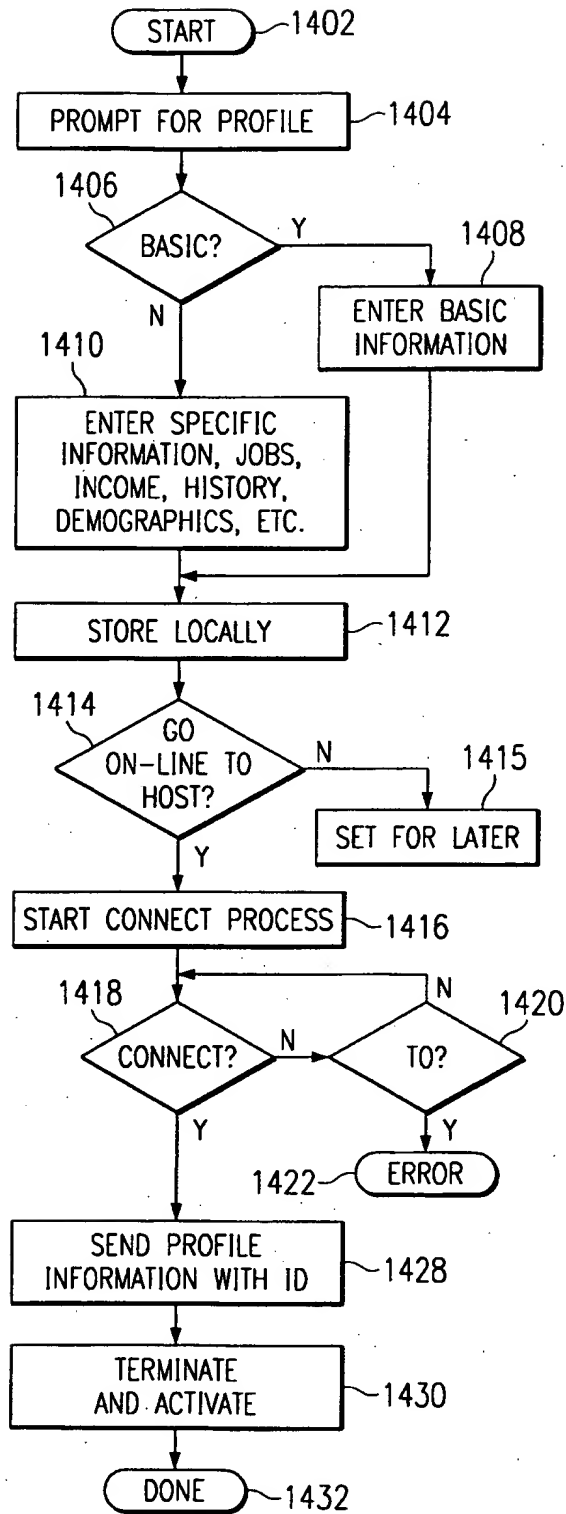 START
1402
PROMPT FOR PROFILE
1404
1406
BASIC?
Y
N
1408
ENTER BASIC
INFORMATION
1410
ENTER SPECIFIC
INFORMATION, JOBS,
INCOME, HISTORY,
DEMOGRAPHICS, ETC.
STORE LOCALLY
1412
1414
GO
ON-LINE TO
HOST?
N
Y
1415
SET FOR LATER
START CONNECT PROCESS
1416
1418
CONNECT?
N
Y
N
1420
TO?
Y
1422
ERROR
SEND PROFILE
INFORMATION WITH ID
1428
TERMINATE
AND ACTIVATE
1430
DONE
1432